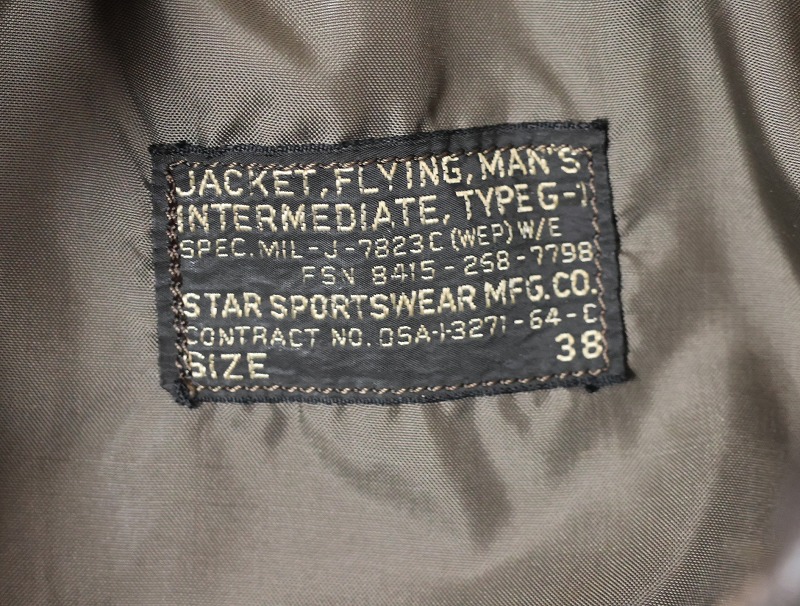 JACKET, FLYING, MAN'S
INTERMEDIATE, TYPE G-1
SPEC. MIL-J-7823C (WEP) W/E
FSN 8415-268-7798
STAR SPORTSWEAR MFG. CO.
CONTRACT NO. DSA-1-3271-64-C
SIZE 38